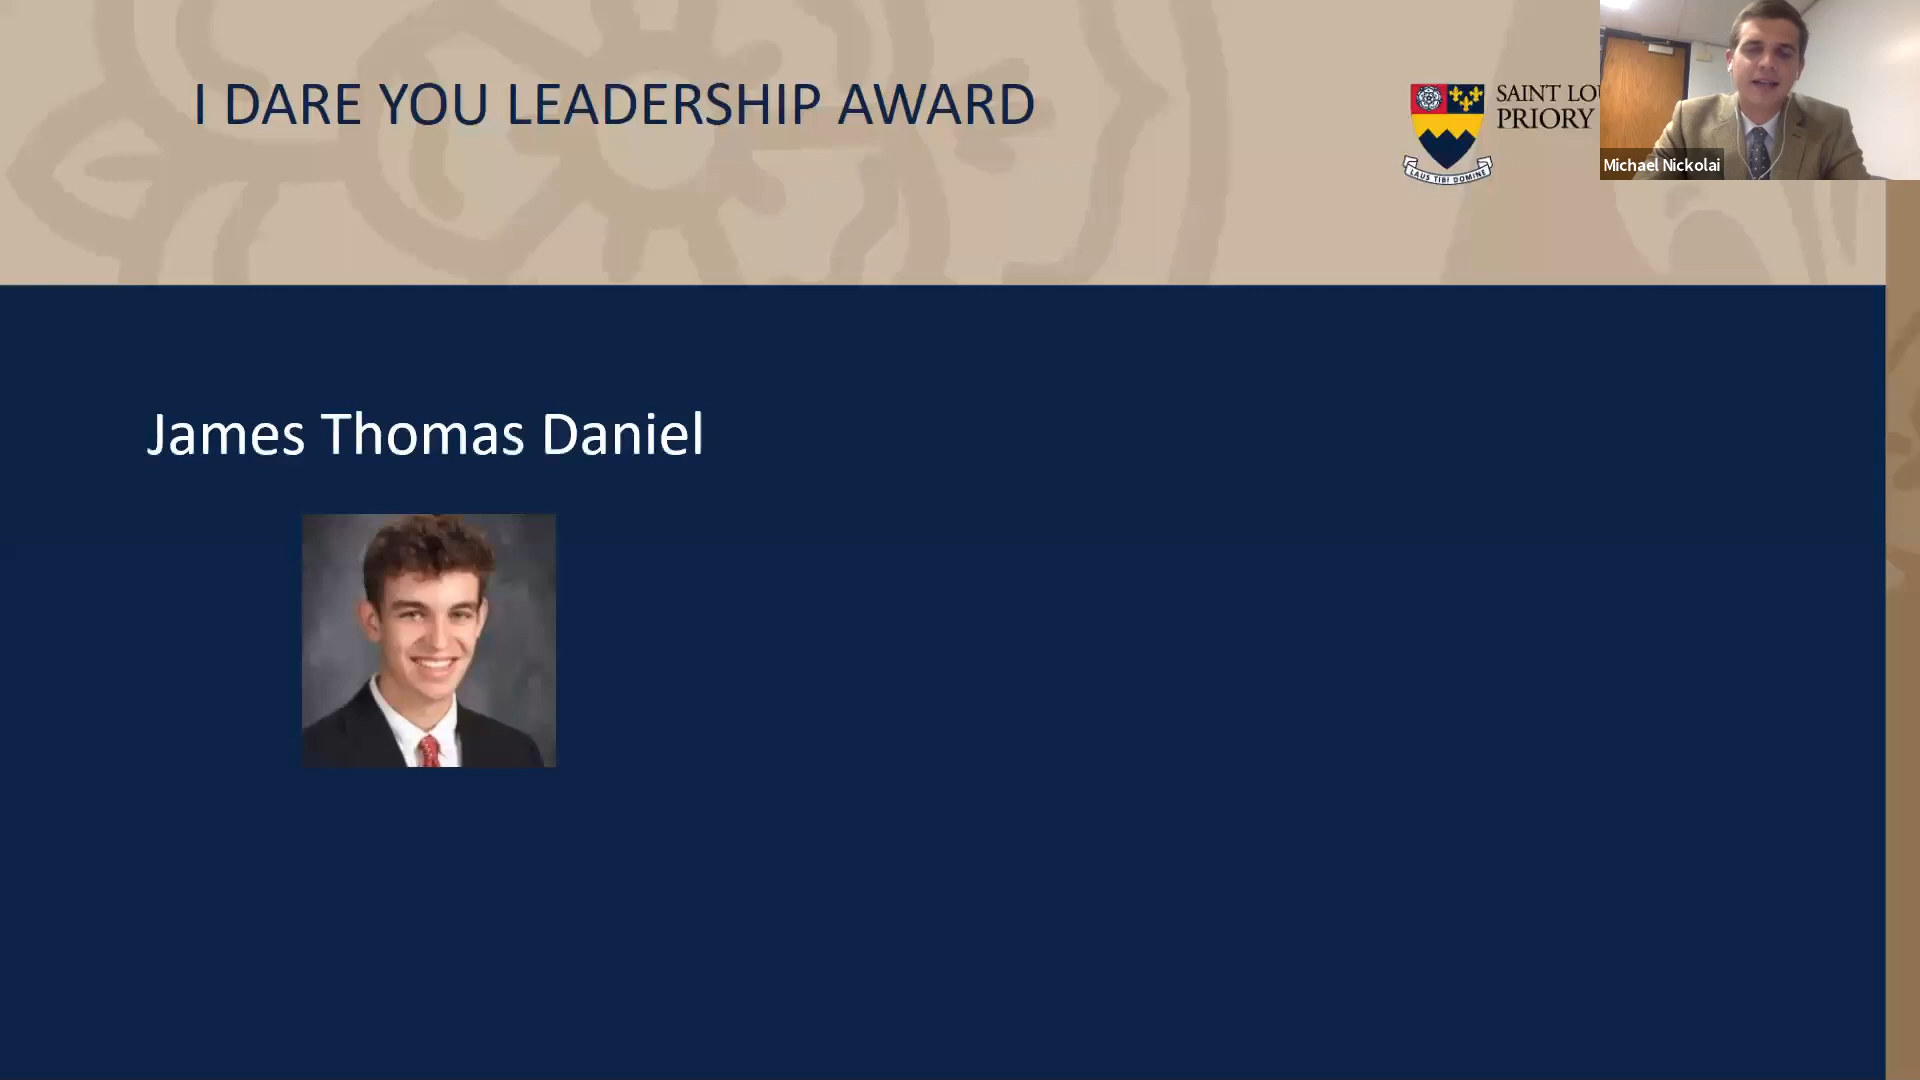 I DARE YOU LEADERSHIP AWARD
SAINT LO
PRIORY
LAUS TIBI DOMINE
Michael Nickolai
James Thomas Daniel